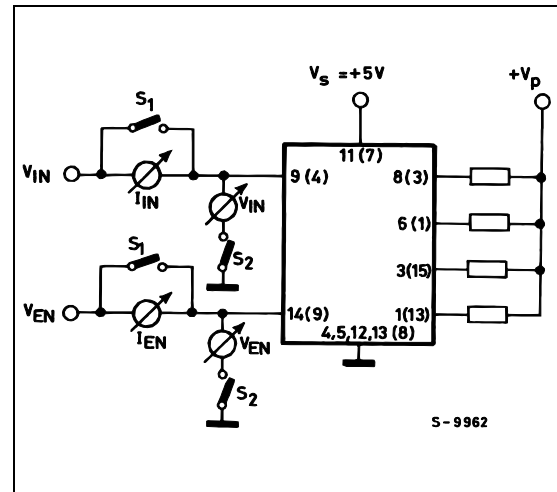 Vs = +5V
+Vp
S1
VIN
IIN
9 (4)
11 (7)
8 (3)
VIN
S2
6 (1)
S1
3 (15)
VEN
IEN
14 (9)
1 (13)
4,5,12,13 (8)
VEN
S2
S-9962